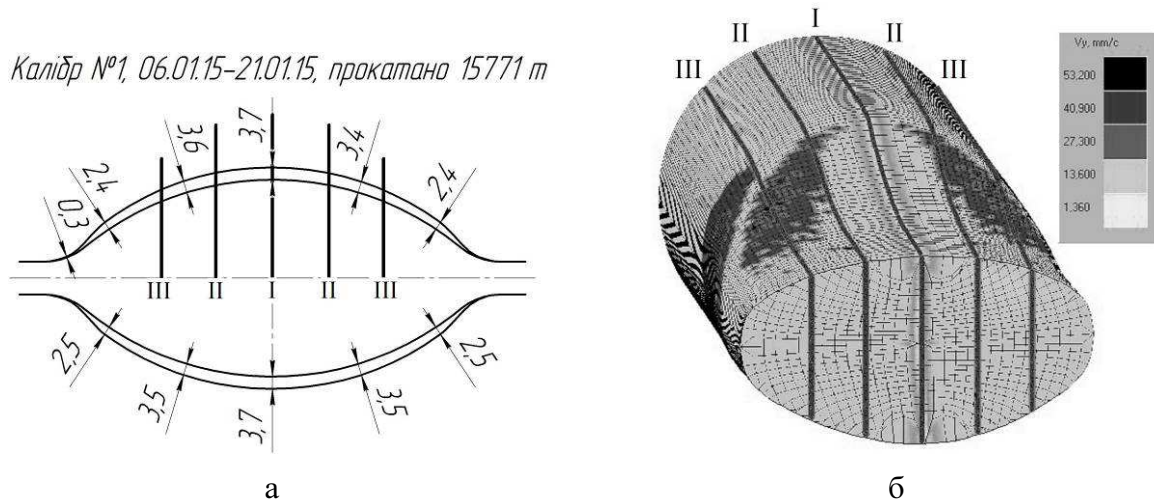 Калібр №1, 06.01.15–21.01.15, прокатано 15771 т
0,3
2,4
3,6
3,7
3,4
2,4
III
II
I
II
III
2,5
3,5
3,7
3,5
2,5
а
III
II
I
II
III
Vy, mm/c
53.200
40.900
27.300
13.600
1.360
б